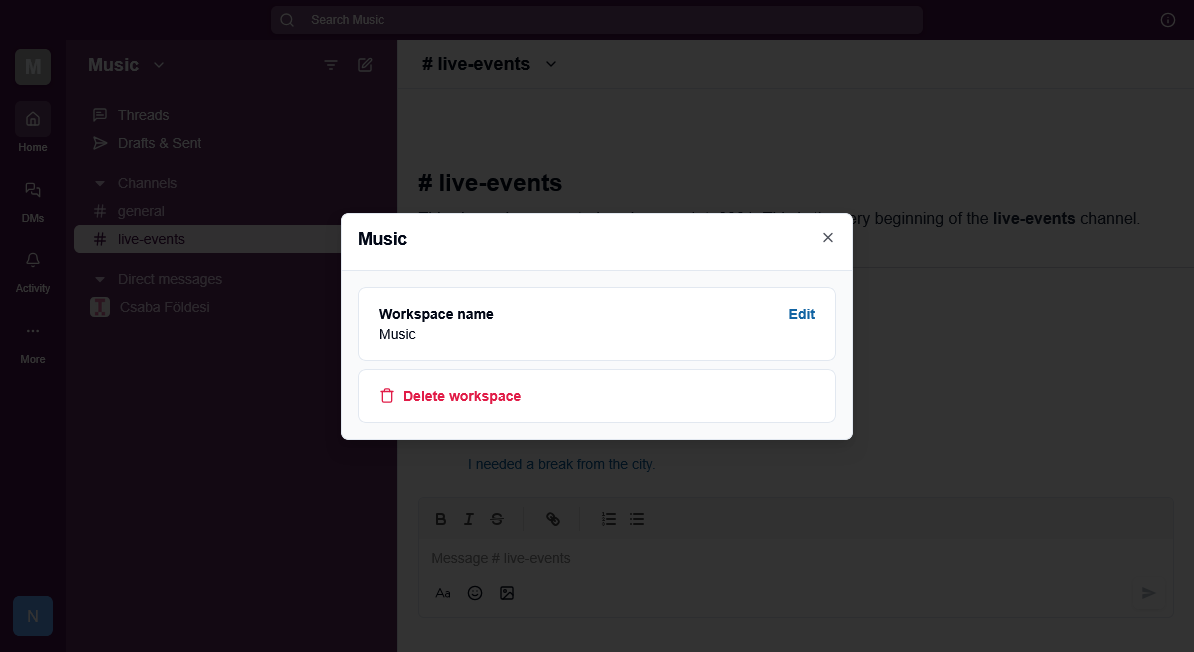 Search Music
M
Music
# live-events
Threads
Home
Drafts & Sent
Channels
# live-events
DMs
general
ery beginning of the live-events channel.
live-events
Music
Activity
Direct messages
Csaba Földesi
Workspace name
Edit
Music
More
Delete workspace
I needed a break from the city.
B I S
Message # live-events
Aa
N